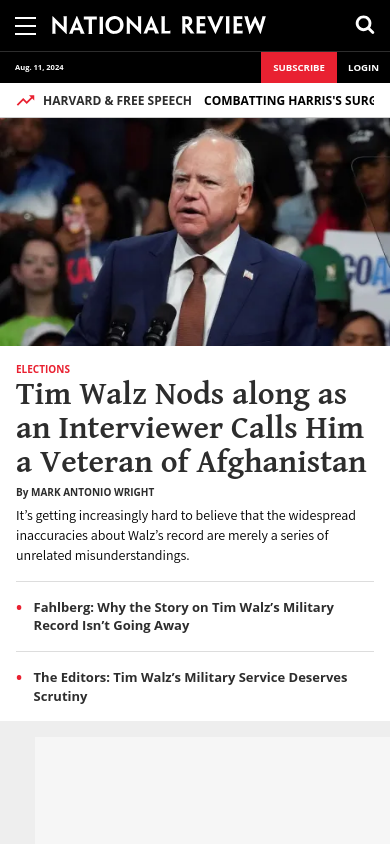 NATIONAL REVIEW
Aug. 11, 2024
SUBSCRIBE
LOGIN
HARVARD & FREE SPEECH COMBATTING HARRIS'S SURG
COA
ELECTIONS
Tim Walz Nods along as
an Interviewer Calls Him
a Veteran of Afghanistan
By MARK ANTONIO WRIGHT
It’s getting increasingly hard to believe that the widespread
inaccuracies about Walz’s record are merely a series of
unrelated misunderstandings.
• Fahlberg: Why the Story on Tim Walz’s Military
Record Isn’t Going Away
• The Editors: Tim Walz’s Military Service Deserves
Scrutiny